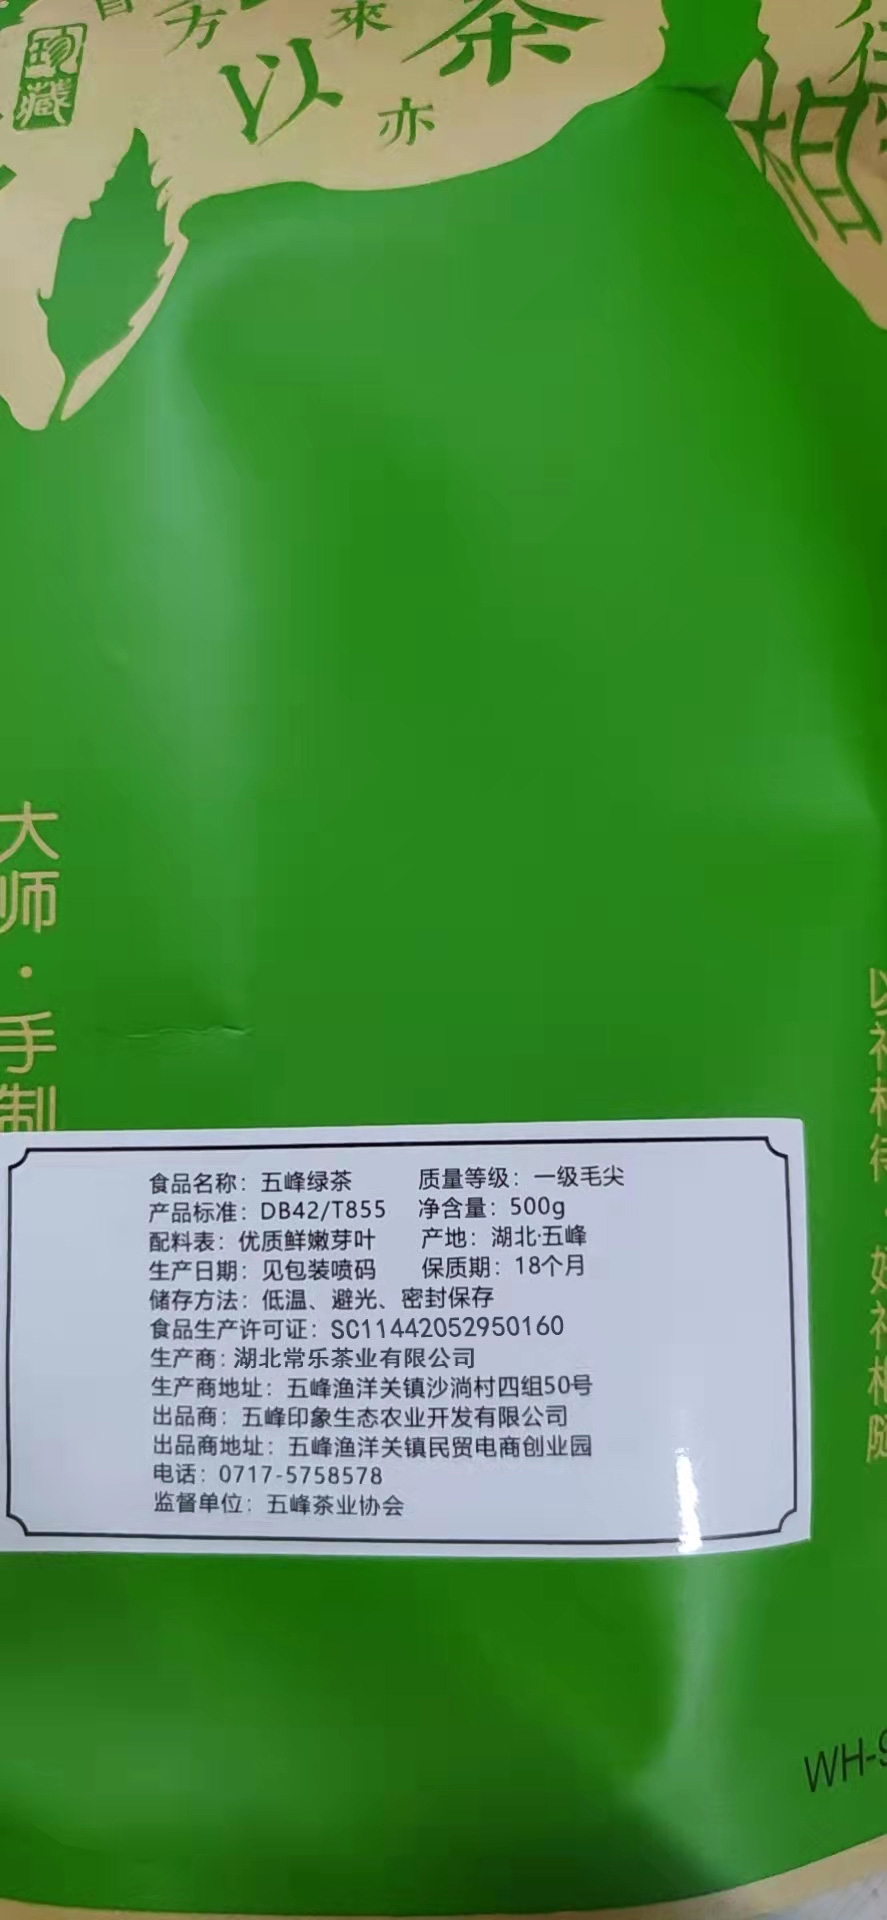 珍藏
方
來
茶
以
亦
相
大师·手制
食品名称：五峰绿茶 质量等级：一级毛尖
产品标准：DB42/T855 净含量：500g
配料表：优质鲜嫩芽叶 产地：湖北·五峰
生产日期：见包装喷码 保质期：18个月
储存方法：低温、避光、密封保存
食品生产许可证：SC11442052950160
生产商：湖北常乐茶业有限公司
生产商地址：五峰渔洋关镇沙淌村四组50号
出品商：五峰印象生态农业开发有限公司
出品商地址：五峰渔洋关镇民贸电商创业园
电话：0717-5758578
监督单位：五峰茶业协会
WH-9